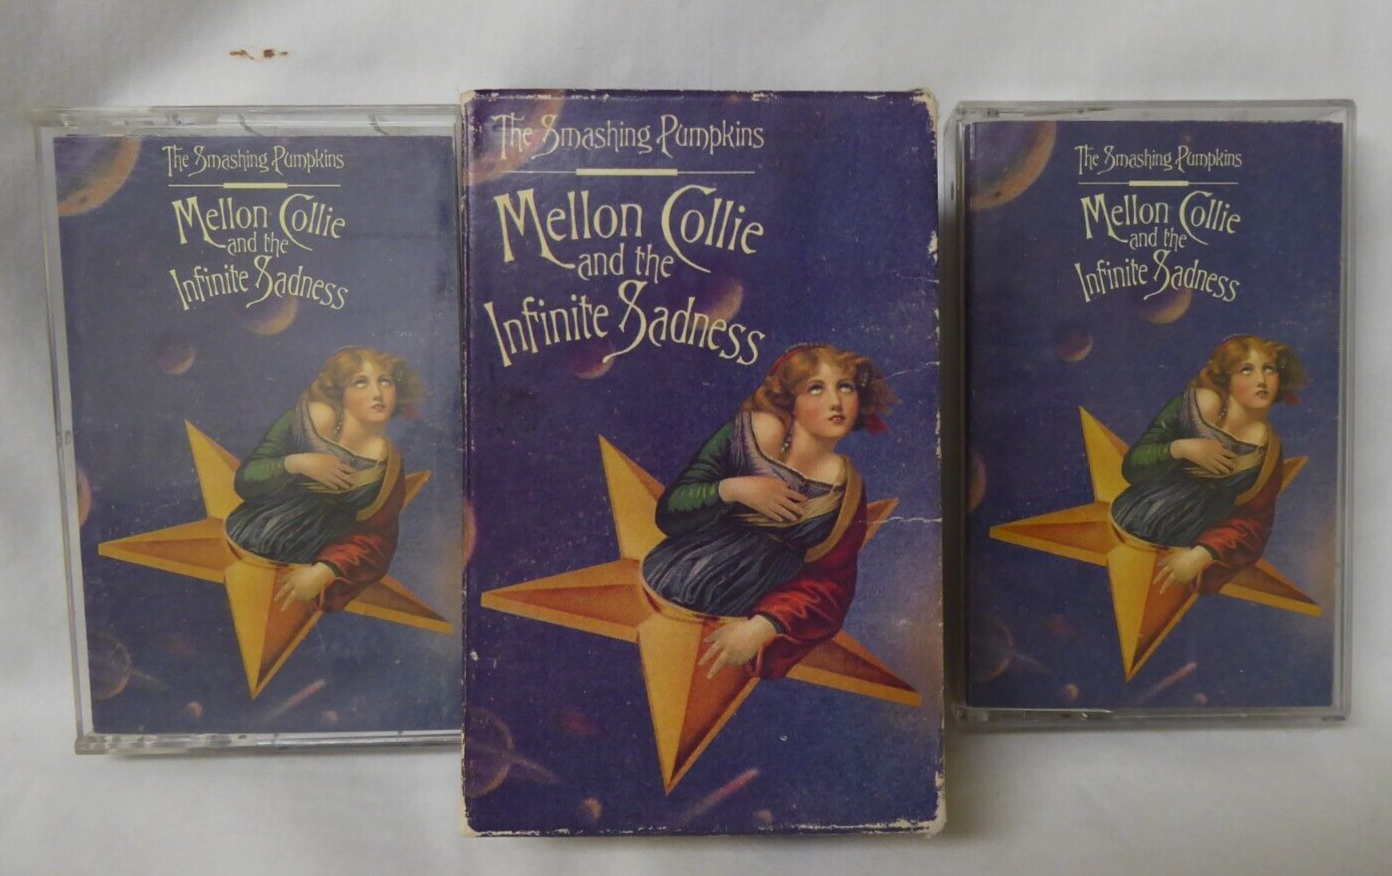 The Smashing Pumpkins
Mellon Collie
and the
Infinite Sadness
The Smashing Pumpkins
Mellon Collie
and the
Infinite Sadness
The Smashing Pumpkins
Mellon Collie
and the
Infinite Sadness